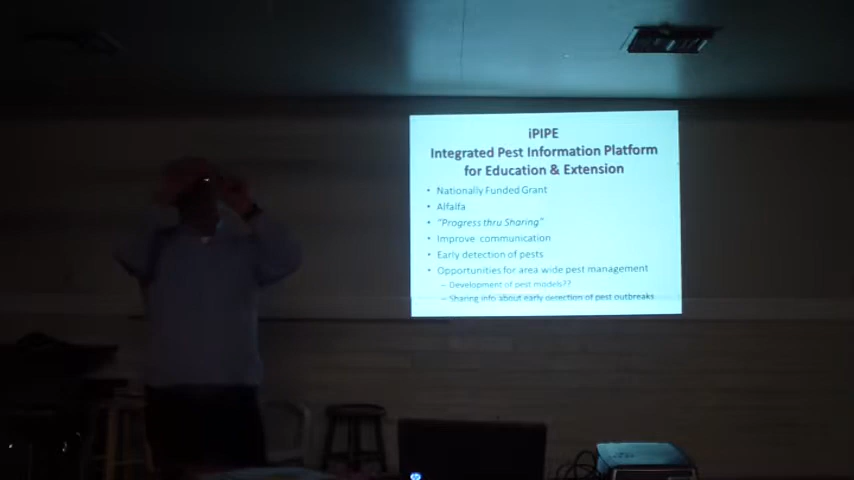 iPIPE
Integrated Pest Information Platform
for Education & Extension
• Nationally Funded Grant
• Alfalfa
• "Progress thru Sharing"
• Improve communication
• Early detection of pests
• Opportunities for area wide pest management
– Development of pest models??
– Sharing info about early detection of pest outbreaks
hp